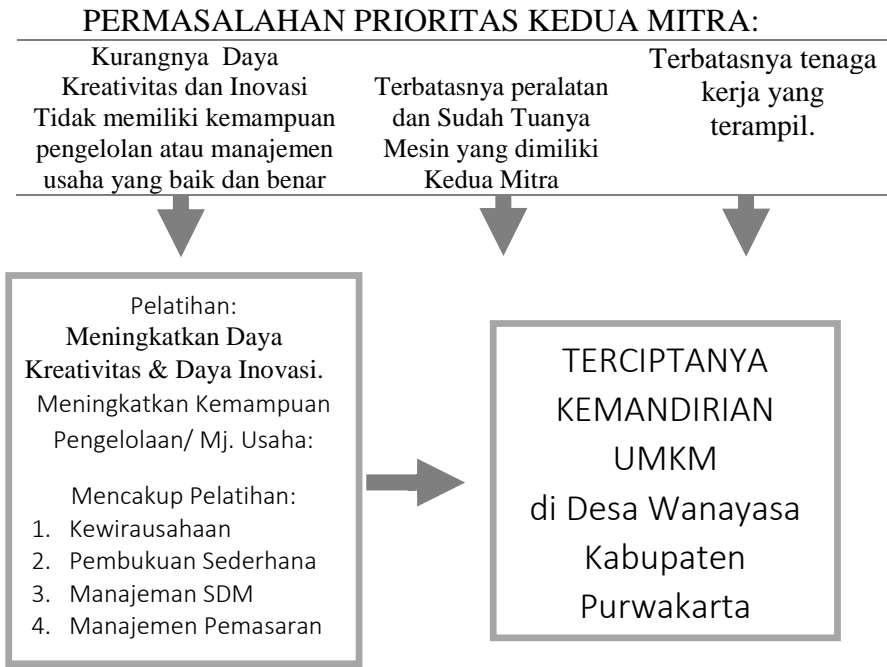 PERMASALAHAN PRIORITAS KEDUA MITRA:
Kurangnya Daya
Kreativitas dan Inovasi
Tidak memiliki kemampuan
pengelolan atau manajemen
usaha yang baik dan benar
Terbatasnya peralatan
dan Sudah Tuanya
Mesin yang dimiliki
Kedua Mitra
Terbatasnya tenaga
kerja yang
terampil.
Pelatihan:
Meningkatkan Daya
Kreativitas & Daya Inovasi.
Meningkatkan Kemampuan
Pengelolaan/ Mj. Usaha:
Mencakup Pelatihan:
1. Kewirausahaan
2. Pembukuan Sederhana
3. Manajeman SDM
4. Manajemen Pemasaran
TERCIPTANYA
KEMANDIRIAN
UMKM
di Desa Wanayasa
Kabupaten
Purwakarta